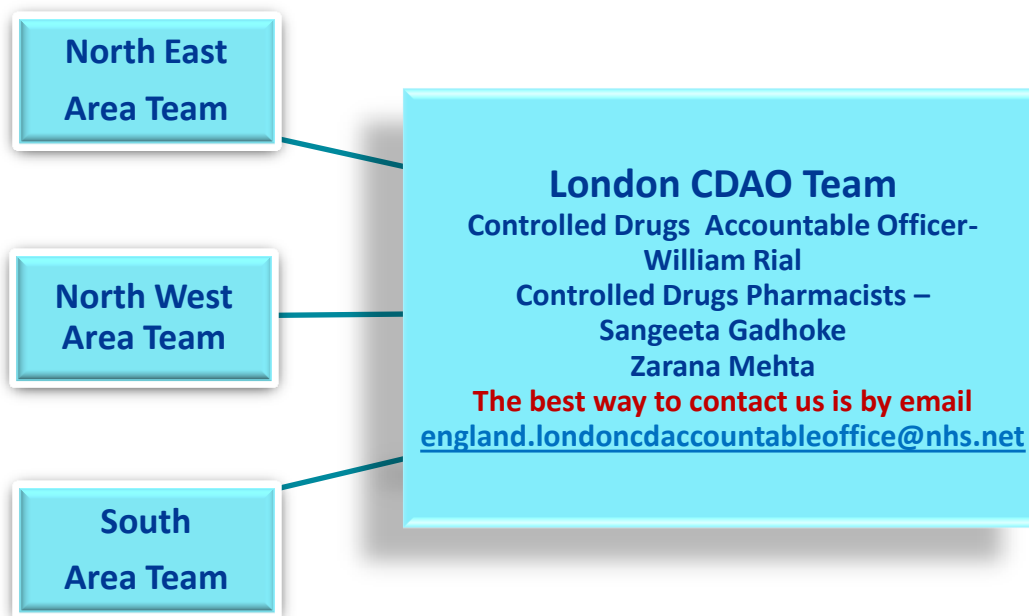 North East
Area Team
North West
Area Team
South
Area Team
London CDAO Team
Controlled Drugs Accountable Officer-
William Rial
Controlled Drugs Pharmacists –
Sangeeta Gadhoke
Zarana Mehta
The best way to contact us is by email
england.londoncdaccountableoffice@nhs.net